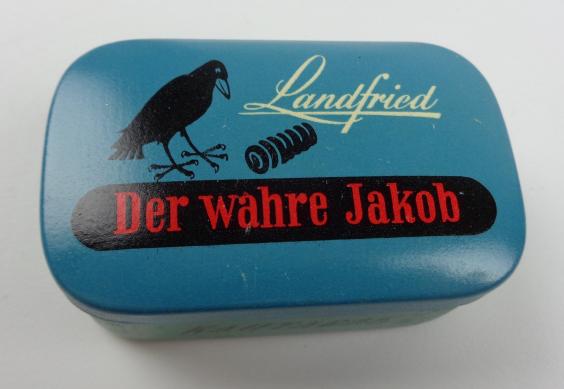 Landfried
Der wahre Jakob